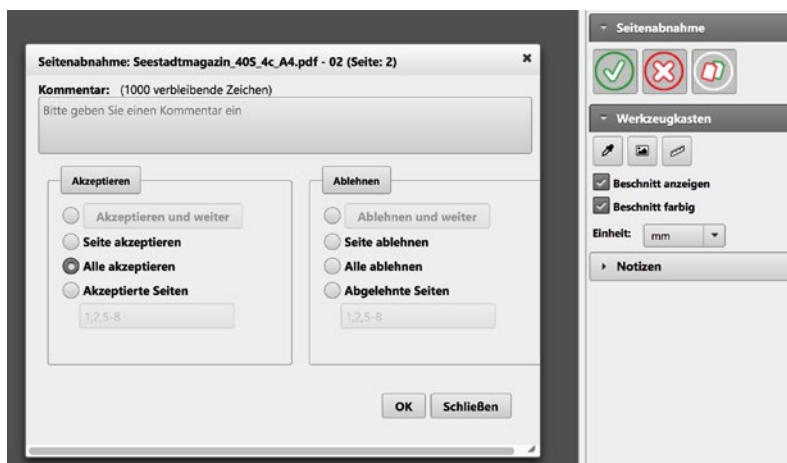 Seitenabnahme: Seestadtmagazin_40S_4c_A4.pdf - 02 (Seite: 2)
Kommentar: (1000 verbleibende Zeichen)
Bitte geben Sie einen Kommentar ein
Akzeptieren
Akzeptieren und weiter
Seite akzeptieren
Alle akzeptieren
Akzeptierte Seiten
1,2,5-8
Ablehnen
Ablehnen und weiter
Seite ablehnen
Alle ablehnen
Abgelehnte Seiten
1,2,5-8
OK
Schließen
Seitenabnahme
Werkzeugkasten
Beschnitt anzeigen
Beschnitt farbig
Einheit: mm
Notizen